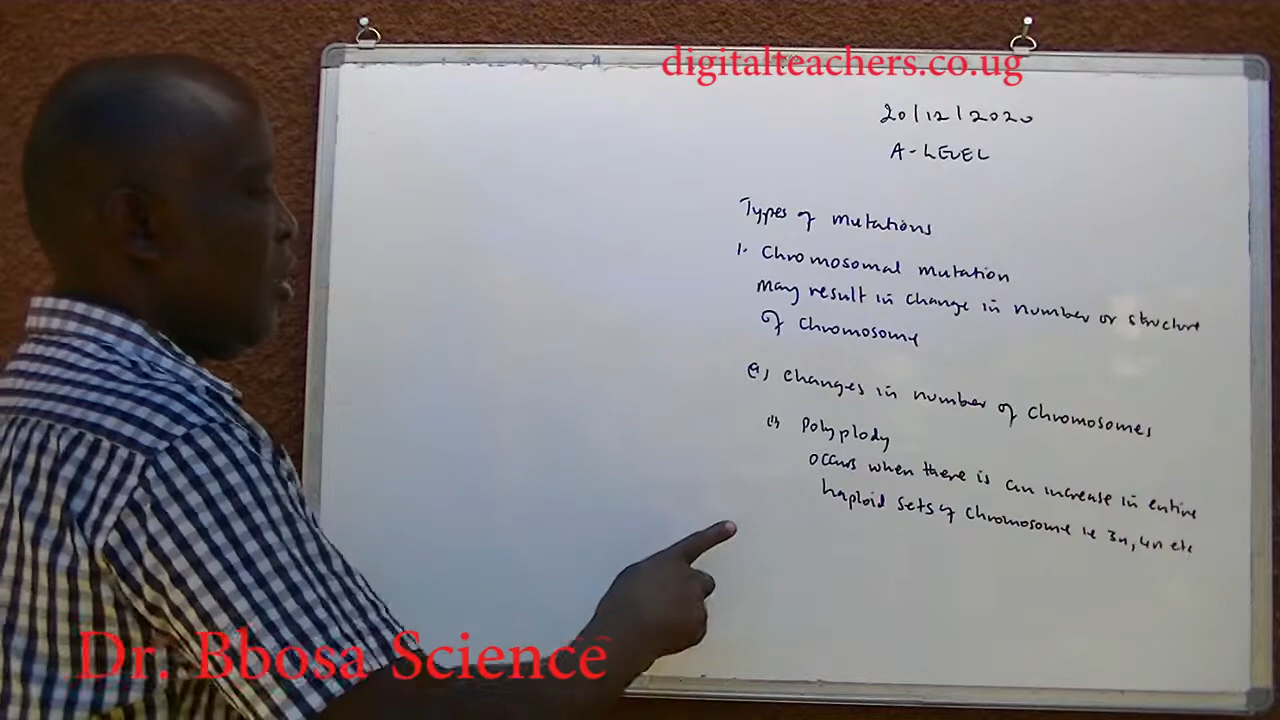 digitalteachers.co.ug
20/12/2020
A-LEVEL
Types of mutations
1. Chromosomal mutation
may result in change in number or structure
of chromosome
a, changes in number of chromosomes
(i) Polyplody
occurs when there is an increase in entire
haploid sets of chromosome ie 3n, 4n etc
Dr. Bbosa Science